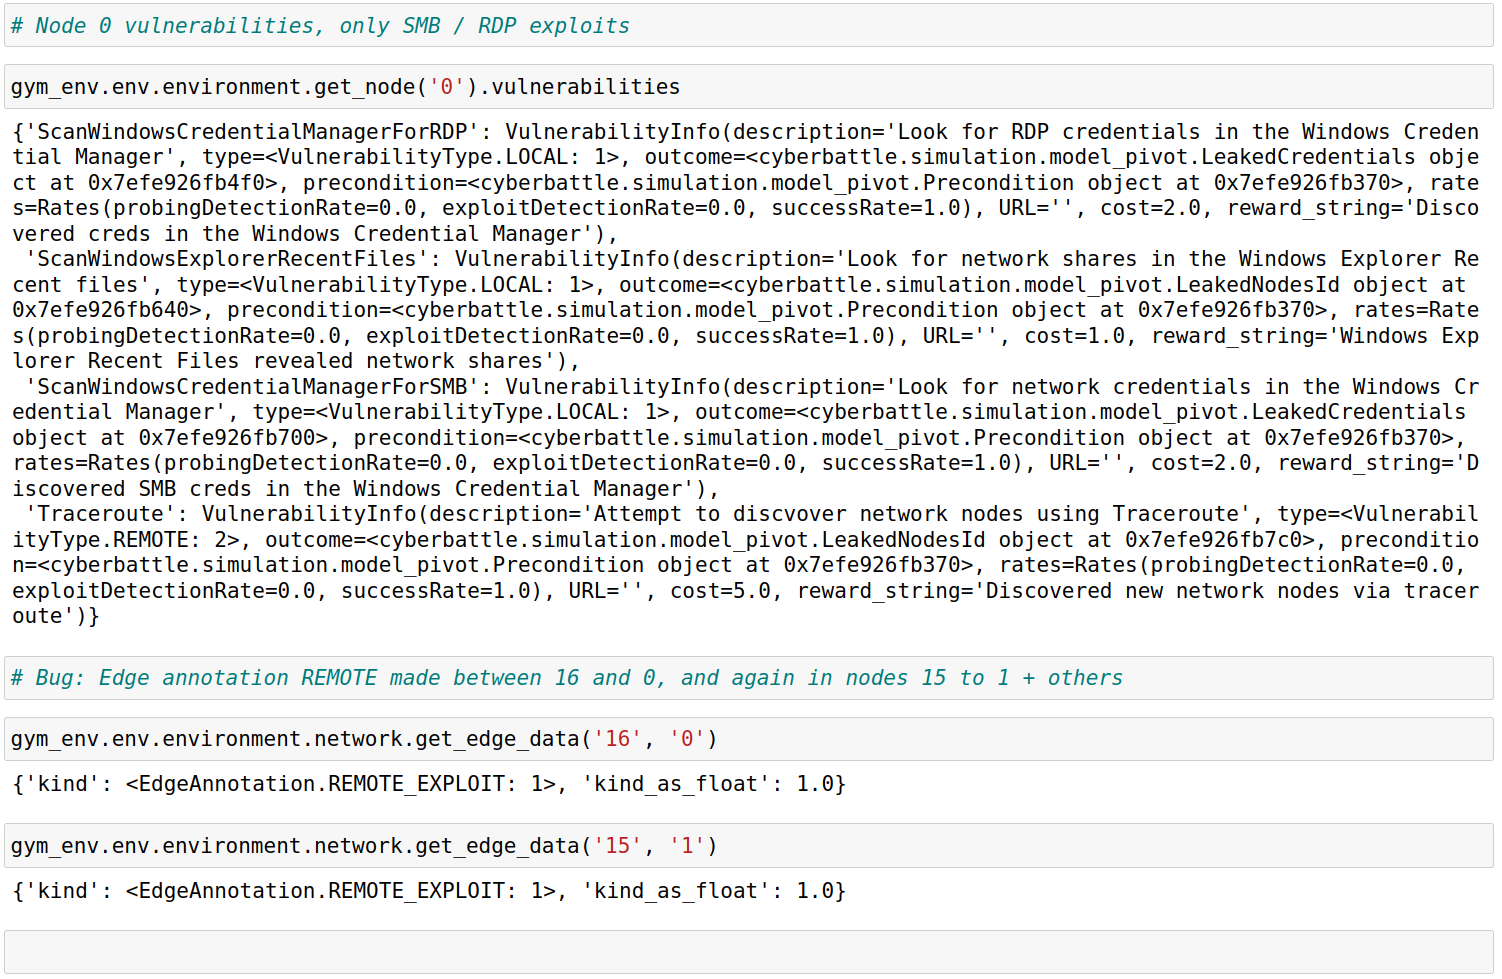 # Node 0 vulnerabilities, only SMB / RDP exploits
gym_env.env.environment.get_node('0').vulnerabilities
{'ScanWindowsCredentialManagerForRDP': VulnerabilityInfo(description='Look for RDP credentials in the Windows Creden
tial Manager', type=<VulnerabilityType.LOCAL: 1>, outcome=<cyberbattle.simulation.model_pivot.LeakedCredentials obje
ct at 0x7efe926fb4f0>, precondition=<cyberbattle.simulation.model_pivot.Precondition object at 0x7efe926fb370>, rate
s=Rates(probingDetectionRate=0.0, exploitDetectionRate=0.0, successRate=1.0), URL='', cost=2.0, reward_string='Disco
vered creds in the Windows Credential Manager'),
 'ScanWindowsExplorerRecentFiles': VulnerabilityInfo(description='Look for network shares in the Windows Explorer Re
cent files', type=<VulnerabilityType.LOCAL: 1>, outcome=<cyberbattle.simulation.model_pivot.LeakedNodesId object at
0x7efe926fb640>, precondition=<cyberbattle.simulation.model_pivot.Precondition object at 0x7efe926fb370>, rates=Rate
s(probingDetectionRate=0.0, exploitDetectionRate=0.0, successRate=1.0), URL='', cost=1.0, reward_string='Windows Exp
lorer Recent Files revealed network shares'),
 'ScanWindowsCredentialManagerForSMB': VulnerabilityInfo(description='Look for network credentials in the Windows Cr
edential Manager', type=<VulnerabilityType.LOCAL: 1>, outcome=<cyberbattle.simulation.model_pivot.LeakedCredentials
object at 0x7efe926fb700>, precondition=<cyberbattle.simulation.model_pivot.Precondition object at 0x7efe926fb370>,
rates=Rates(probingDetectionRate=0.0, exploitDetectionRate=0.0, successRate=1.0), URL='', cost=2.0, reward_string='D
iscovered SMB creds in the Windows Credential Manager'),
 'Traceroute': VulnerabilityInfo(description='Attempt to discvover network nodes using Traceroute', type=<Vulnerabil
ityType.REMOTE: 2>, outcome=<cyberbattle.simulation.model_pivot.LeakedNodesId object at 0x7efe926fb7c0>, preconditio
n=<cyberbattle.simulation.model_pivot.Precondition object at 0x7efe926fb370>, rates=Rates(probingDetectionRate=0.0,
exploitDetectionRate=0.0, successRate=1.0), URL='', cost=5.0, reward_string='Discovered new network nodes via tracer
oute')}
# Bug: Edge annotation REMOTE made between 16 and 0, and again in nodes 15 to 1 + others
gym_env.env.environment.network.get_edge_data('16', '0')
{'kind': <EdgeAnnotation.REMOTE_EXPLOIT: 1>, 'kind_as_float': 1.0}
gym_env.env.environment.network.get_edge_data('15', '1')
{'kind': <EdgeAnnotation.REMOTE_EXPLOIT: 1>, 'kind_as_float': 1.0}